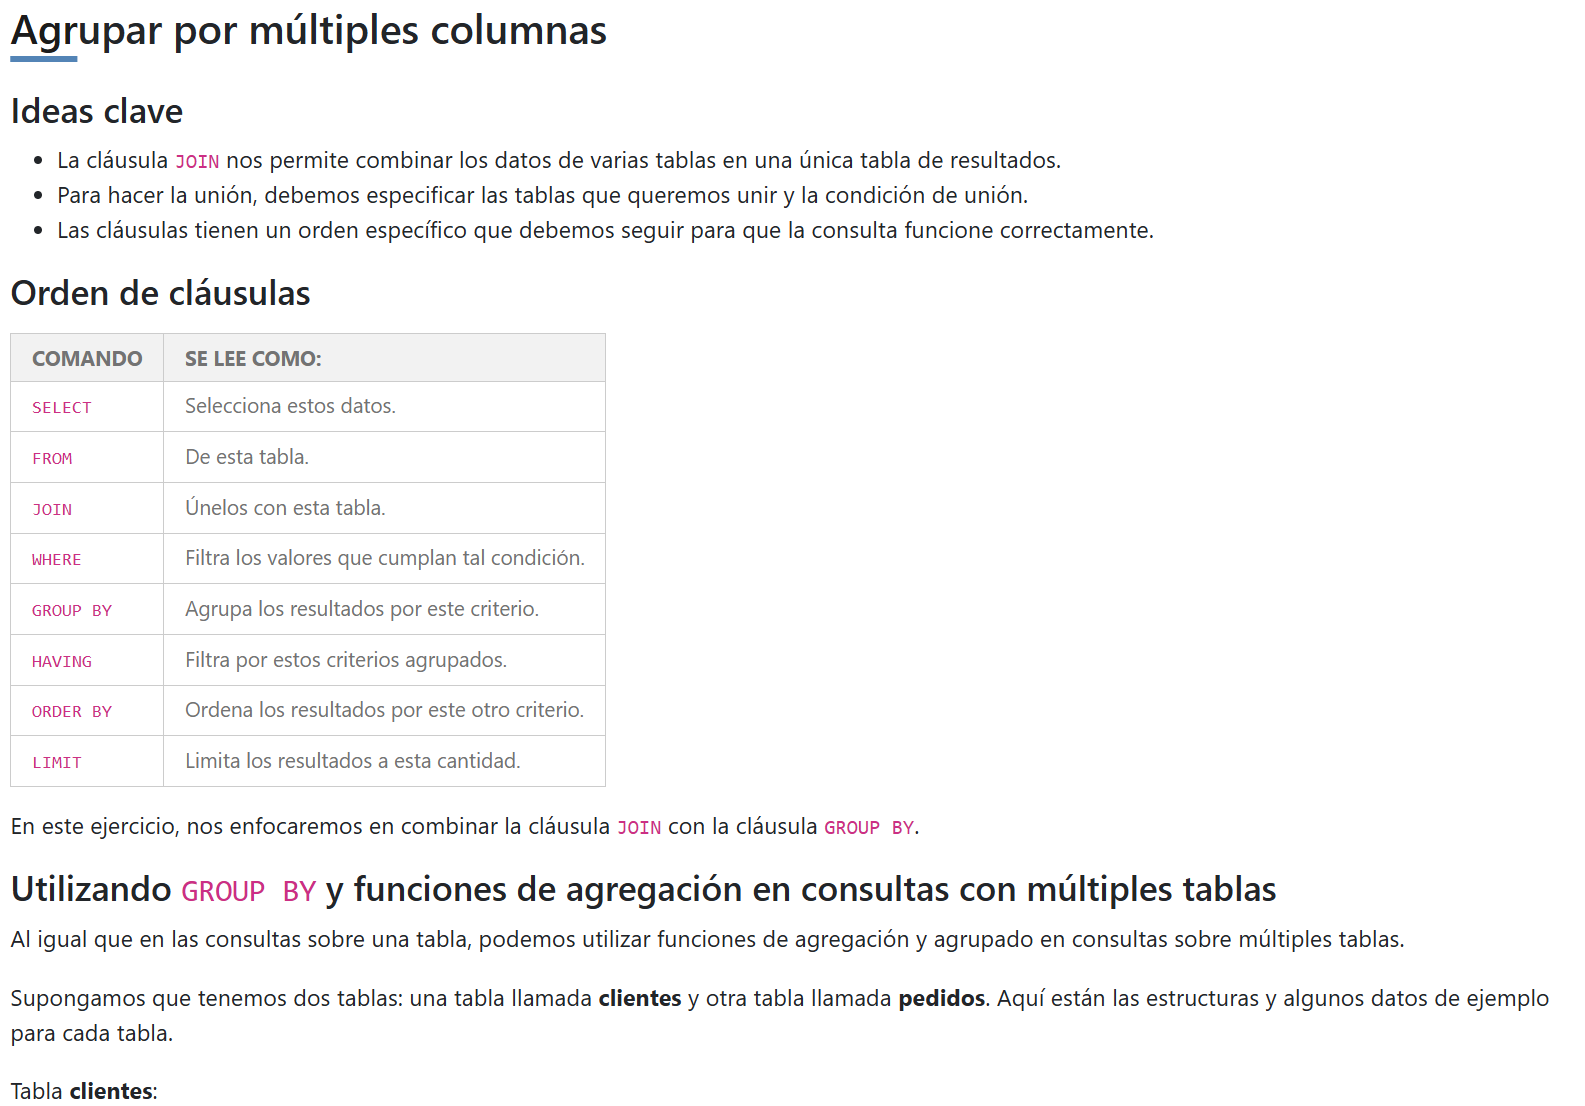 Agrupar por múltiples columnas
Ideas clave
La cláusula JOIN nos permite combinar los datos de varias tablas en una única tabla de resultados.
Para hacer la unión, debemos especificar las tablas que queremos unir y la condición de unión.
Las cláusulas tienen un orden específico que debemos seguir para que la consulta funcione correctamente.
Orden de cláusulas
COMANDO SE LEE COMO:
SELECT Selecciona estos datos.
FROM De esta tabla.
JOIN Únelos con esta tabla.
WHERE Filtra los valores que cumplan tal condición.
GROUP BY Agrupa los resultados por este criterio.
HAVING Filtra por estos criterios agrupados.
ORDER BY Ordena los resultados por este otro criterio.
LIMIT Limita los resultados a esta cantidad.
En este ejercicio, nos enfocaremos en combinar la cláusula JOIN con la cláusula GROUP BY.
Utilizando GROUP BY y funciones de agregación en consultas con múltiples tablas
Al igual que en las consultas sobre una tabla, podemos utilizar funciones de agregación y agrupado en consultas sobre múltiples tablas.
Supongamos que tenemos dos tablas: una tabla llamada clientes y otra tabla llamada pedidos. Aquí están las estructuras y algunos datos de ejemplo
para cada tabla.
Tabla clientes: